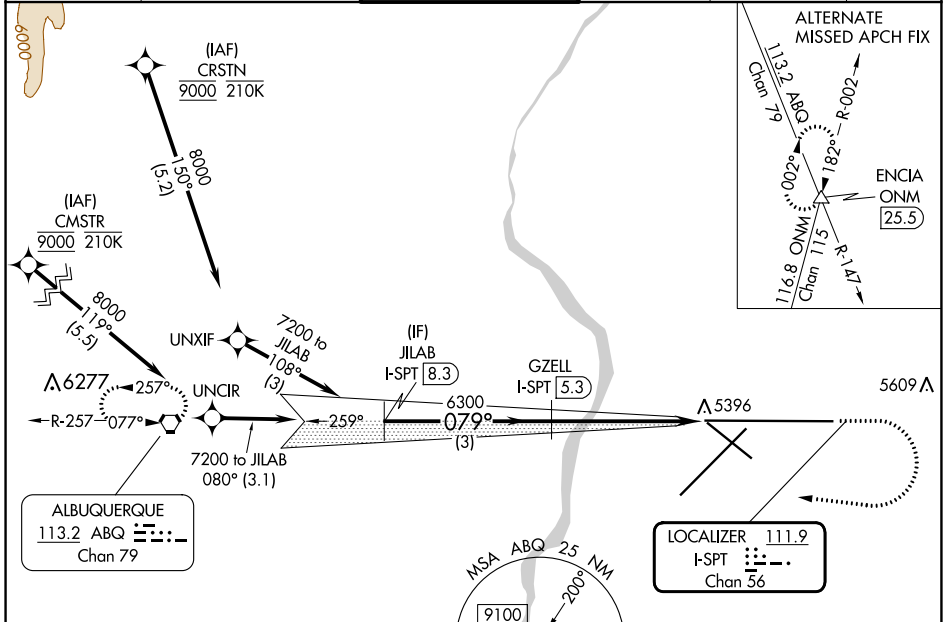 6000
(IAF)
CRSTN
9000 210K
8000
150°
(5.2)
(IAF)
CMSTR
9000 210K
8000
119°
(5.5)
UNXIF
7200 to
JILAB
108°
(3)
(IF)
JILAB
I-SPT 8.3
GZELL
I-SPT 5.3
6277
257°
R-257
077°
UNCIR
7200 to JILAB
080° (3.1)
259°
6300
079°
(3)
5396
5609
ALBUQUERQUE
113.2 ABQ
Chan 79
LOCALIZER 111.9
I-SPT
Chan 56
MSA ABQ 25 NM
200°
9100
ALTERNATE
MISSED APCH FIX
113.2 ABQ
Chan 79
R-002
002°
182°
ENCIA
ONM
25.5
116.8 ONM
Chan 115
R-147